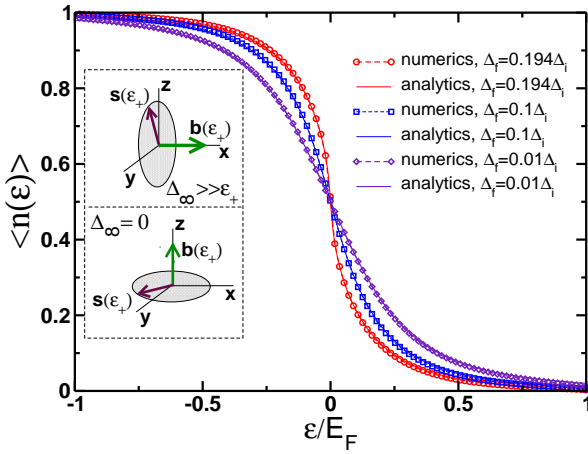 1
0.8
0.6
0.4
0.2
0
<n(ε)>
-1
-0.5
0
0.5
1
ε/E_F
numerics, Δ_f=0.194Δ_i
analytics, Δ_f=0.194Δ_i
numerics, Δ_f=0.1Δ_i
analytics, Δ_f=0.1Δ_i
numerics, Δ_f=0.01Δ_i
analytics, Δ_f=0.01Δ_i
z
s(ε_+)
b(ε_+)
x
y
Δ_∞>>ε_+
Δ_∞=0
z
b(ε_+)
s(ε_+)
x
y